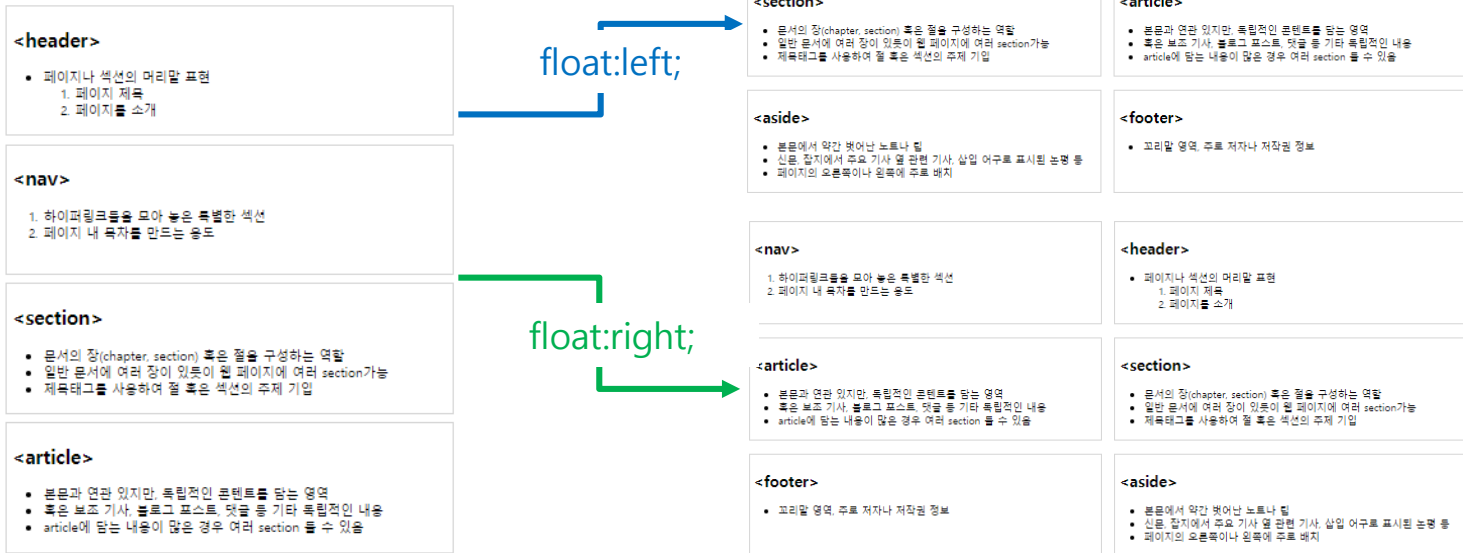 <header>
• 페이지나 섹션의 머리말 표현
1. 페이지 제목
2. 페이지를 소개
<nav>
1. 하이퍼링크들을 모아 놓은 특별한 섹션
2. 페이지 내 목차를 만드는 용도
<section>
• 문서의 장(chapter, section) 혹은 절을 구성하는 역할
• 일반 문서에 여러 장이 있듯이 웹 페이지에 여러 section가능
• 제목태그를 사용하여 절 혹은 섹션의 주제 기입
<article>
• 본문과 연관 있지만, 독립적인 콘텐트를 담는 영역
• 혹은 보조 기사, 블로그 포스트, 댓글 등 기타 독립적인 내용
• article에 담는 내용이 많은 경우 여러 section 둘 수 있음
float:left;
float:right;
<section>
• 문서의 장(chapter, section) 혹은 절을 구성하는 역할
• 일반 문서에 여러 장이 있듯이 웹 페이지에 여러 section가능
• 제목태그를 사용하여 절 혹은 섹션의 주제 기입
<article>
• 본문과 연관 있지만, 독립적인 콘텐트를 담는 영역
• 혹은 보조 기사, 블로그 포스트, 댓글 등 기타 독립적인 내용
• article에 담는 내용이 많은 경우 여러 section 둘 수 있음
<aside>
• 본문에서 약간 벗어난 노트나 팁
• 신문, 잡지에서 주요 기사 옆 관련 기사, 삽입 어구로 표시된 논평 등
• 페이지의 오른쪽이나 왼쪽에 주로 배치
<footer>
• 꼬리말 영역, 주로 저자나 저작권 정보
<nav>
1. 하이퍼링크들을 모아 놓은 특별한 섹션
2. 페이지 내 목차를 만드는 용도
<header>
• 페이지나 섹션의 머리말 표현
1. 페이지 제목
2. 페이지를 소개
<article>
• 본문과 연관 있지만, 독립적인 콘텐트를 담는 영역
• 혹은 보조 기사, 블로그 포스트, 댓글 등 기타 독립적인 내용
• article에 담는 내용이 많은 경우 여러 section 둘 수 있음
<section>
• 문서의 장(chapter, section) 혹은 절을 구성하는 역할
• 일반 문서에 여러 장이 있듯이 웹 페이지에 여러 section가능
• 제목태그를 사용하여 절 혹은 섹션의 주제 기입
<footer>
• 꼬리말 영역, 주로 저자나 저작권 정보
<aside>
• 본문에서 약간 벗어난 노트나 팁
• 신문, 잡지에서 주요 기사 옆 관련 기사, 삽입 어구로 표시된 논평 등
• 페이지의 오른쪽이나 왼쪽에 주로 배치